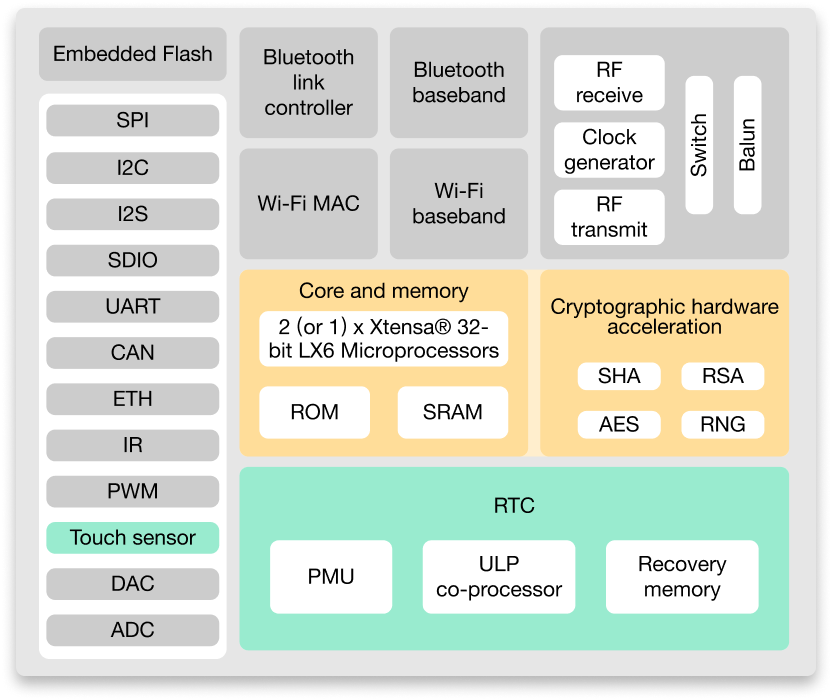 Embedded Flash
SPI
I2C
I2S
SDIO
UART
CAN
ETH
IR
PWM
Touch sensor
DAC
ADC
Bluetooth
link
controller
Bluetooth
baseband
Wi-Fi MAC
Wi-Fi
baseband
RF
receive
Clock
generator
RF
transmit
Switch
Balun
Core and memory
2 (or 1) x Xtensa® 32-
bit LX6 Microprocessors
ROM
SRAM
Cryptographic hardware
acceleration
SHA
RSA
AES
RNG
RTC
PMU
ULP
co-processor
Recovery
memory